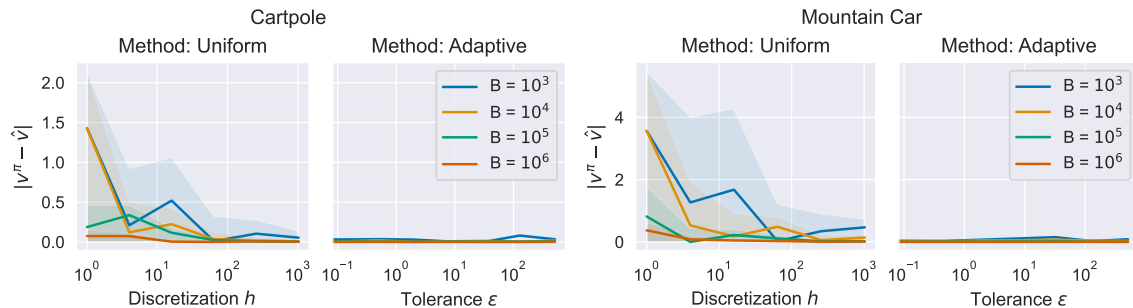 Cartpole
Mountain Car
Method: Uniform
Method: Adaptive
Method: Uniform
Method: Adaptive
|v^π − v̂|
2.0
1.5
1.0
0.5
0.0
10^0
10^1
10^2
10^3
Discretization h
B = 10^3
B = 10^4
B = 10^5
B = 10^6
10^−1
10^0
10^1
10^2
Tolerance ε
|v^π − v̂|
4
2
0
10^0
10^1
10^2
10^3
Discretization h
B = 10^3
B = 10^4
B = 10^5
B = 10^6
10^−1
10^0
10^1
10^2
Tolerance ε